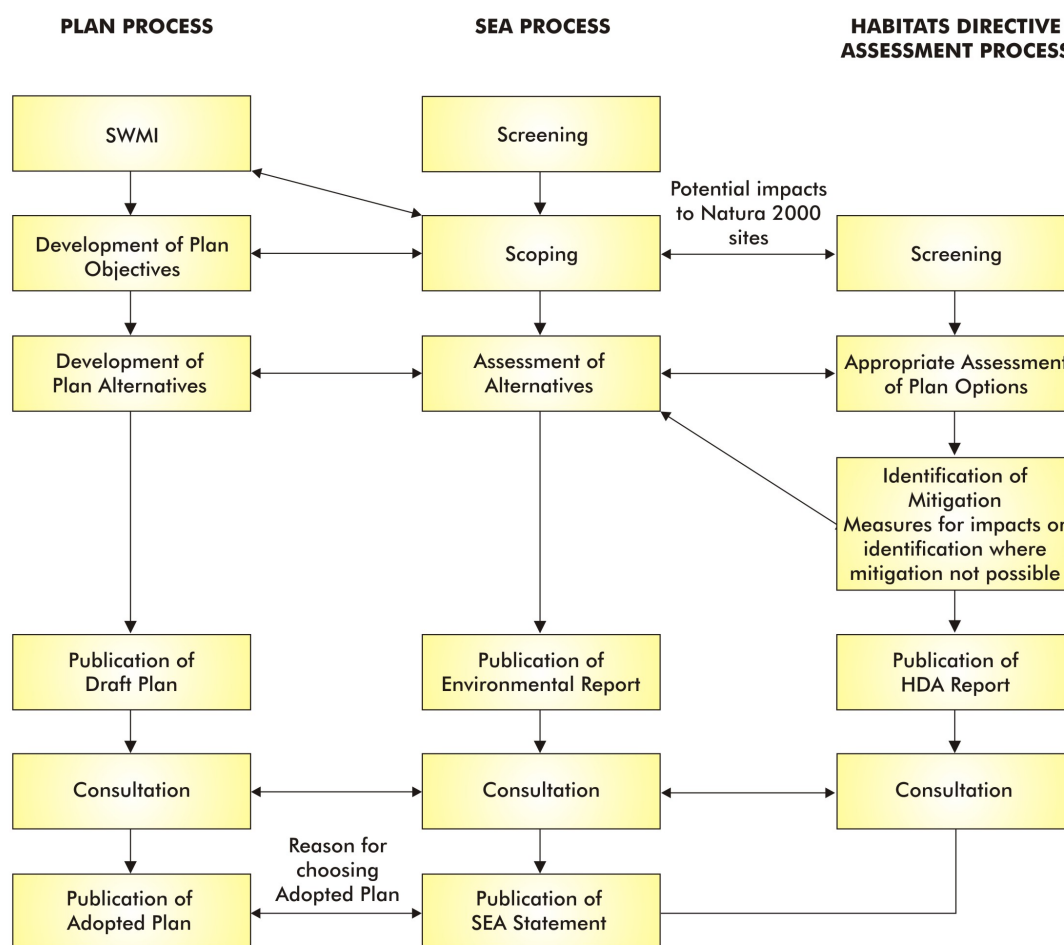 PLAN PROCESS
SEA PROCESS
HABITATS DIRECTIVE
ASSESSMENT PROCESS
SWMI
Screening
Potential impacts
to Natura 2000
sites
Development of Plan
Objectives
Scoping
Screening
Development of
Plan Alternatives
Assessment of
Alternatives
Appropriate Assessment
of Plan Options
Identification of
Mitigation
Measures for impacts or
identification where
mitigation not possible
Publication of
Draft Plan
Publication of
Environmental Report
Publication of
HDA Report
Consultation
Consultation
Consultation
Reason for
choosing
Adopted Plan
Publication of
Adopted Plan
Publication of
SEA Statement